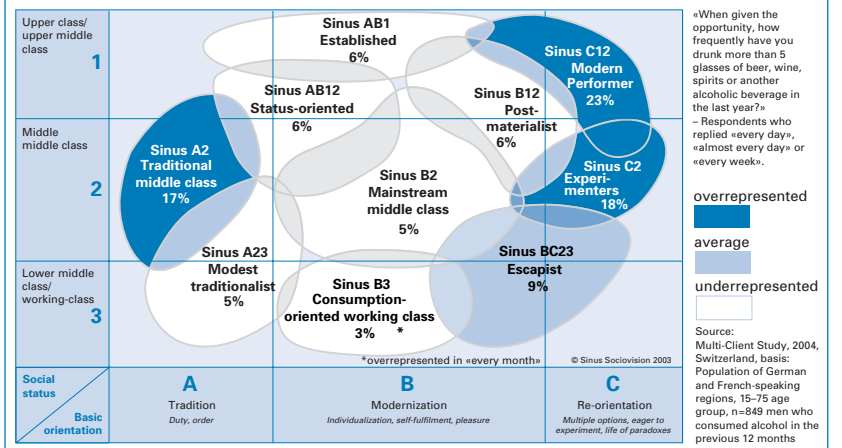 Upper class/
upper middle
class
1
Middle
middle class
2
Lower middle
class/
working-class
3
Sinus AB1
Established
6%
Sinus AB12
Status-oriented
6%
Sinus B12
Post-
materialist
6%
Sinus C12
Modern
Performer
23%
Sinus A2
Traditional
middle class
17%
Sinus B2
Mainstream
middle class
5%
Sinus C2
Experi-
menters
18%
Sinus A23
Modest
traditionalist
5%
Sinus B3
Consumption-
oriented working class
3% *
Sinus BC23
Escapist
9%
*overrepresented in «every month»
© Sinus Sociovision 2003
Social
status
Basic
orientation
A
Tradition
Duty, order
B
Modernization
Individualization, self-fulfilment, pleasure
C
Re-orientation
Multiple options, eager to
experiment, life of paradoxes
«When given the
opportunity, how
frequently have you
drunk more than 5
glasses of beer, wine,
spirits or another
alcoholic beverage in
the last year?»
– Respondents who
replied «every day»,
«almost every day» or
«every week».
overrepresented
average
underrepresented
Source:
Multi-Client Study, 2004,
Switzerland, basis:
Population of German
and French-speaking
regions, 15–75 age
group, n=849 men who
consumed alcohol in the
previous 12 months